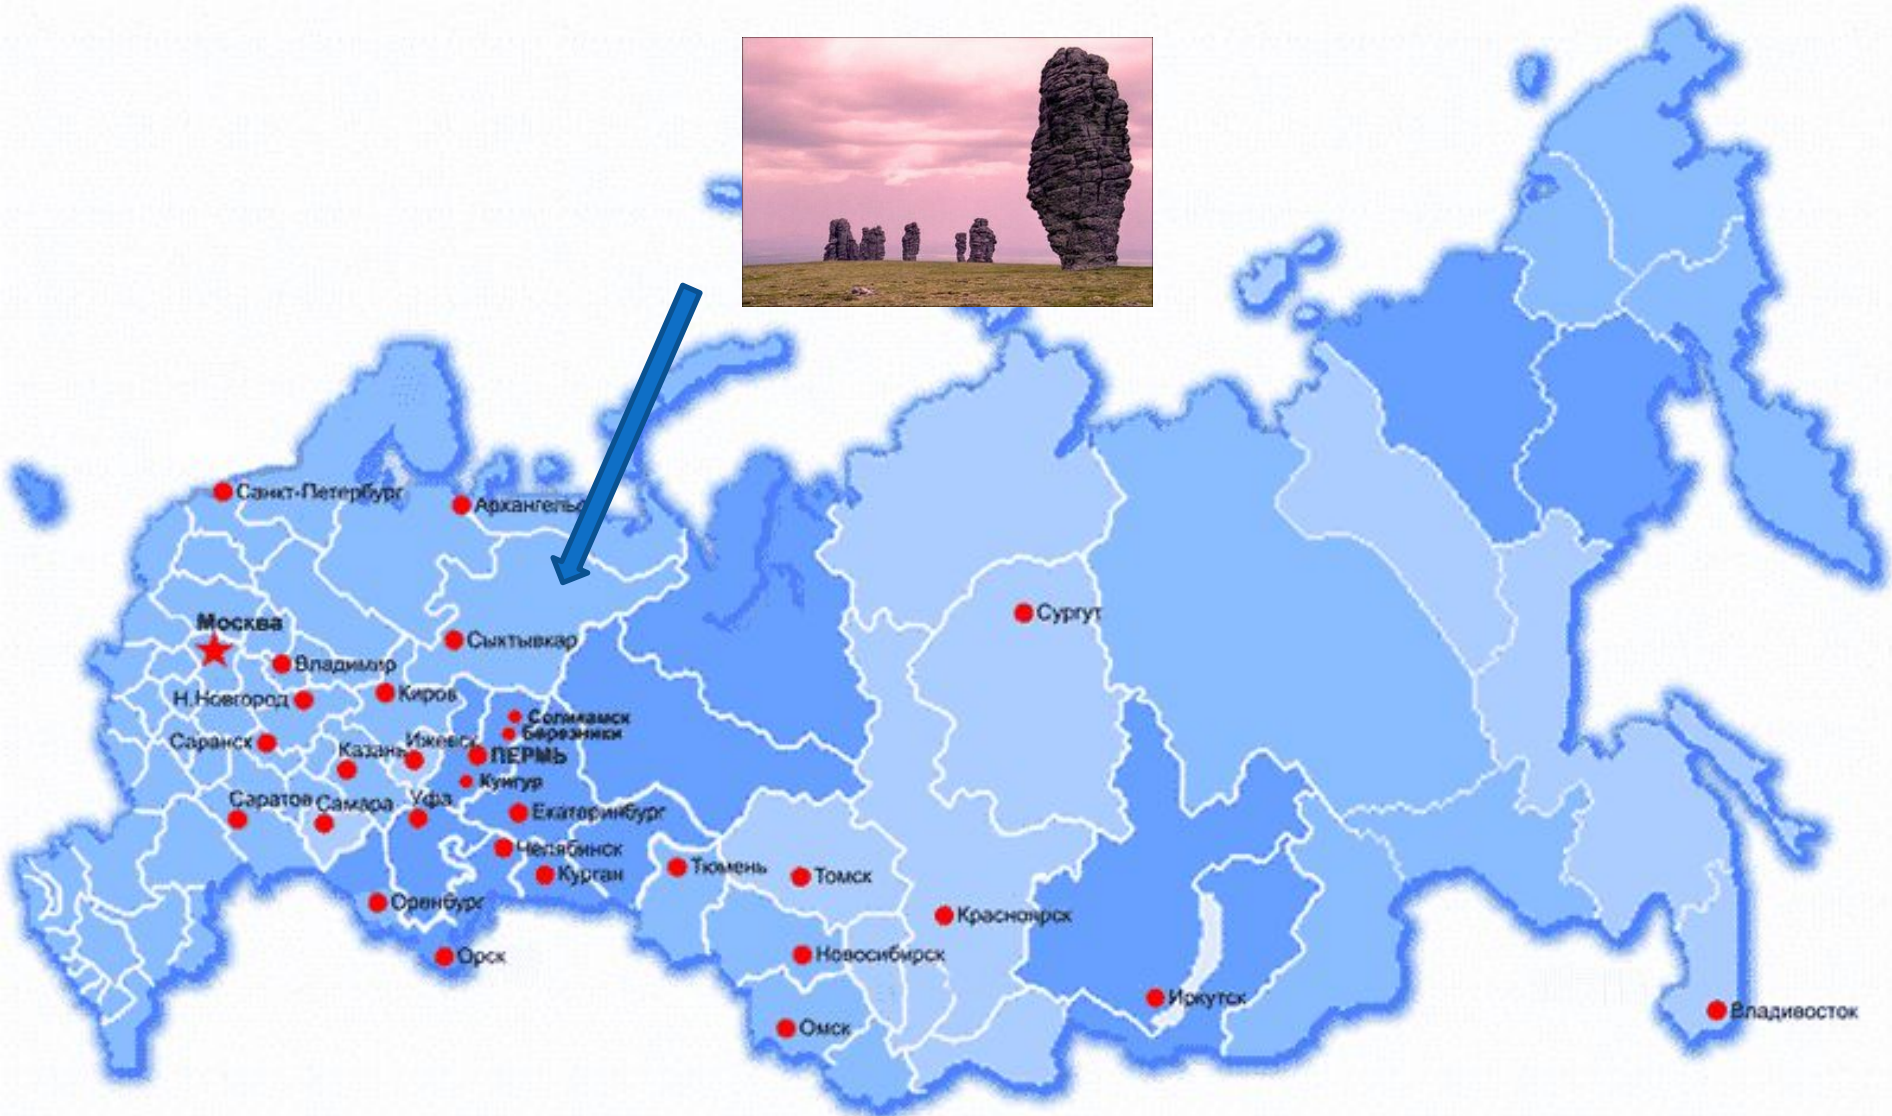 Санкт-Петербург
Архангельс
Москва
Сыктывкар
Сургут
Владимир
Н.Новгород
Киров
Соликамск
Березники
Саранск
Казань
Ижевск
ПЕРМЬ
Кунгур
Саратов
Самара
Уфа
Екатеринбург
Челябинск
Курган
Тюмень
Томск
Оренбург
Красноярск
Орск
Новосибирск
Иркутск
Омск
Владивосток